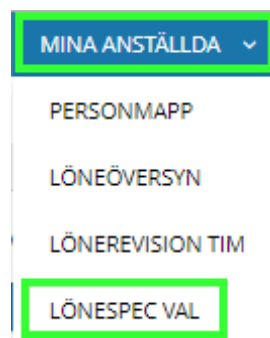 MINA ANSTÄLLDA
PERSONMAPP
LÖNEÖVERSYN
LÖNEREVISION TIM
LÖNESPEC VAL